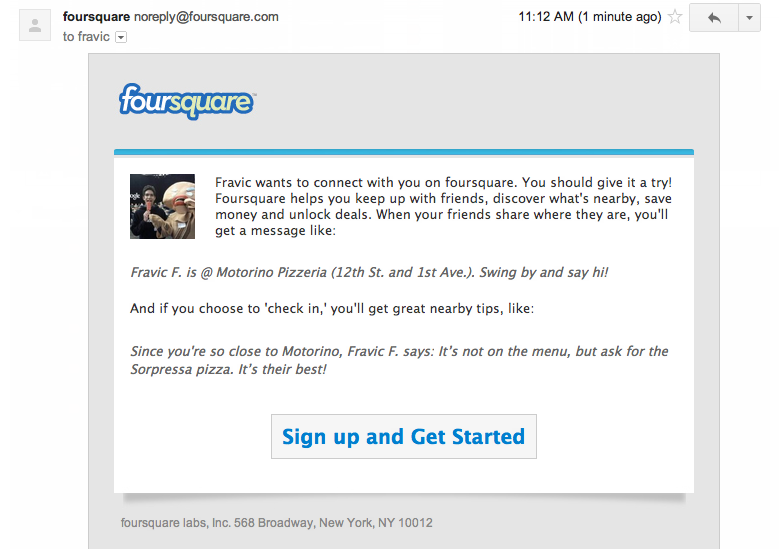 foursquare noreply@foursquare.com 11:12 AM (1 minute ago)
to fravic
foursquare™
Fravic wants to connect with you on foursquare. You should give it a try!
Foursquare helps you keep up with friends, discover what's nearby, save
money and unlock deals. When your friends share where they are, you'll
get a message like:
Fravic F. is @ Motorino Pizzeria (12th St. and 1st Ave.). Swing by and say hi!
And if you choose to 'check in,' you'll get great nearby tips, like:
Since you're so close to Motorino, Fravic F. says: It’s not on the menu, but ask for the
Sorpressa pizza. It’s their best!
Sign up and Get Started
foursquare labs, Inc. 568 Broadway, New York, NY 10012